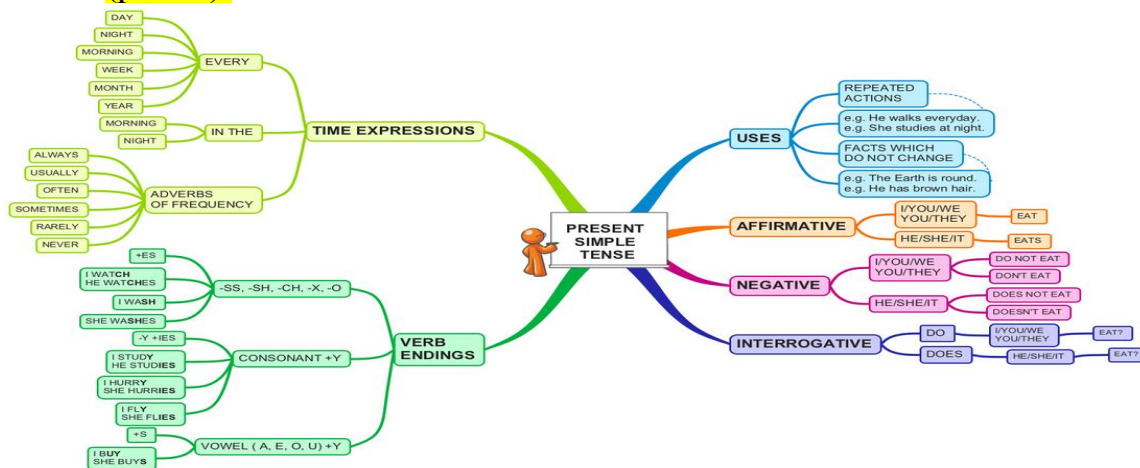 DAY
NIGHT
MORNING
WEEK
MONTH
YEAR
EVERY
MORNING
NIGHT
IN THE
TIME EXPRESSIONS
ALWAYS
USUALLY
OFTEN
SOMETIMES
RARELY
NEVER
ADVERBS
OF FREQUENCY
+ES
I WATCH
HE WATCHES
I WASH
SHE WASHES
-SS, -SH, -CH, -X, -O
-Y +IES
I STUDY
HE STUDIES
I HURRY
SHE HURRIES
I FLY
SHE FLIES
CONSONANT +Y
VERB
ENDINGS
+S
I BUY
SHE BUYS
VOWEL ( A, E, O, U) +Y
PRESENT
SIMPLE
TENSE
USES
REPEATED
ACTIONS
e.g. He walks everyday.
e.g. She studies at night.
FACTS WHICH
DO NOT CHANGE
e.g. The Earth is round.
e.g. He has brown hair.
AFFIRMATIVE
I/YOU/WE
YOU/THEY
EAT
HE/SHE/IT
EATS
NEGATIVE
I/YOU/WE
YOU/THEY
DO NOT EAT
DON'T EAT
HE/SHE/IT
DOES NOT EAT
DOESN'T EAT
INTERROGATIVE
DO
I/YOU/WE
YOU/THEY
EAT?
DOES
HE/SHE/IT
EAT?